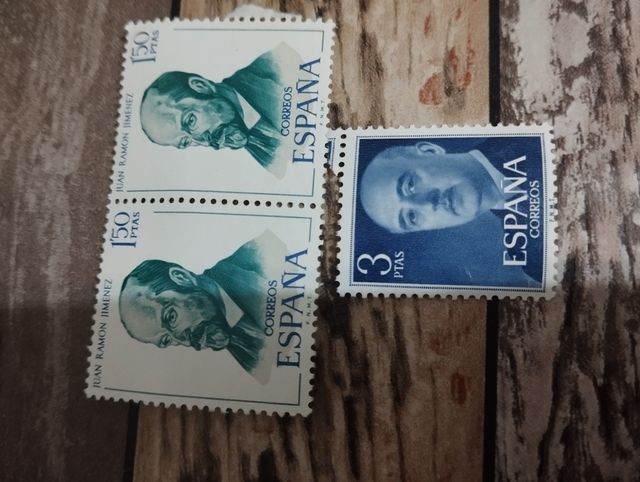 JUAN RAMON JIMENEZ
1'50
PTAS
CORREOS
ESPAÑA
F.N.M.T.
JUAN RAMON JIMENEZ
1'50
PTAS
CORREOS
ESPAÑA
F.N.M.T.
3
PTAS
ESPAÑA
CORREOS
F.N.M.T.